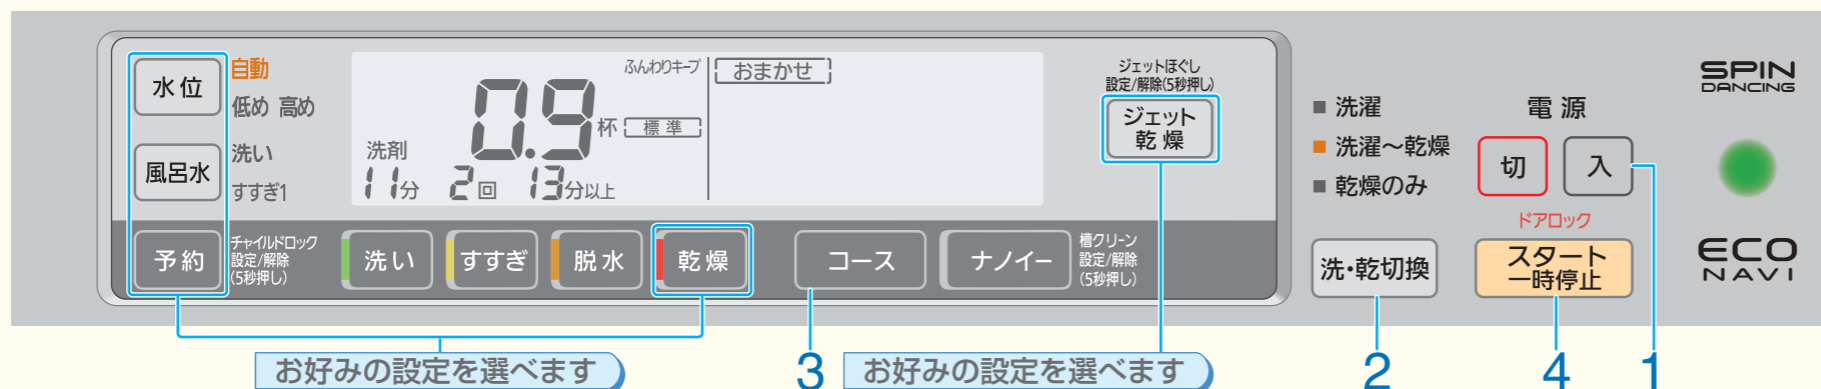 水位
自動
低め 高め
風呂水
洗い
すすぎ1
ふんわりキープ
おまかせ
0.9杯
標準
洗剤
11分 2回 13分以上
ジェットほぐし
設定/解除(5秒押し)
ジェット
乾燥
予約
チャイルドロック
設定/解除
(5秒押し)
洗い
すすぎ
脱水
乾燥
コース
ナノイー
槽クリーン
設定/解除
(5秒押し)
■ 洗濯
■ 洗濯～乾燥
■ 乾燥のみ
電源
切
入
ドアロック
洗・乾切換
スタート
一時停止
SPIN
DANCING
ECO
NAVI
お好みの設定を選べます
3
お好みの設定を選べます
2
4
1